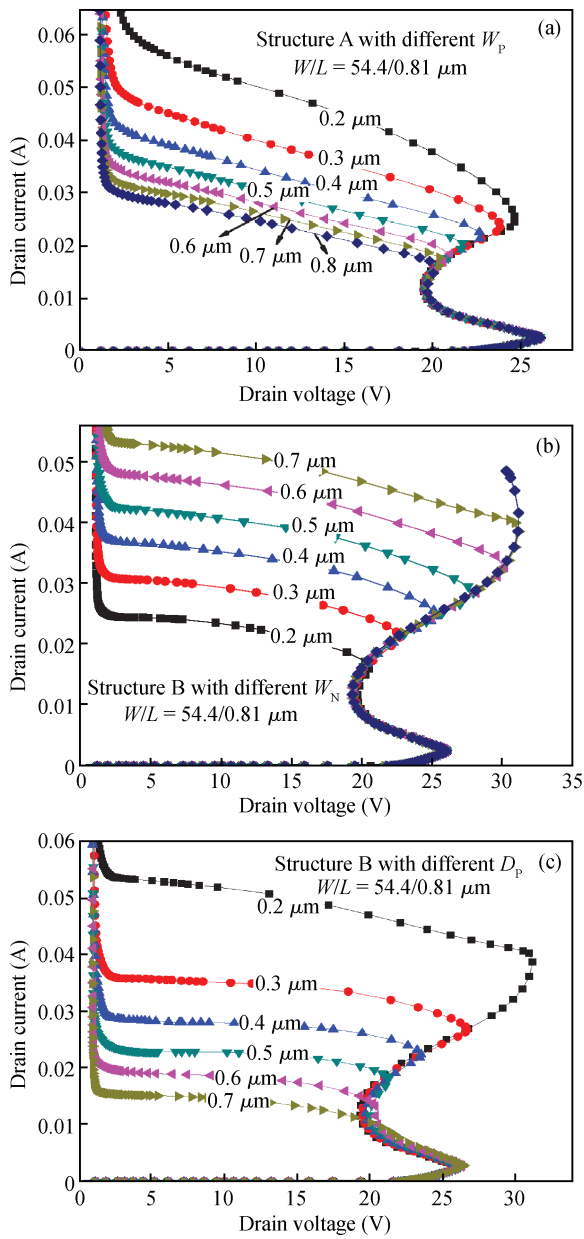 (a)
Structure A with different W_P
W/L = 54.4/0.81 μm
0.2 μm
0.3 μm
0.4 μm
0.5 μm
0.6 μm
0.7 μm
0.8 μm
0.06
0.05
0.04
0.03
0.02
0.01
0
Drain current (A)
0 5 10 15 20 25
Drain voltage (V)
(b)
0.7 μm
0.6 μm
0.5 μm
0.4 μm
0.3 μm
0.2 μm
Structure B with different W_N
W/L = 54.4/0.81 μm
0.05
0.04
0.03
0.02
0.01
0
Drain current (A)
0 5 10 15 20 25 30 35
Drain voltage (V)
(c)
Structure B with different D_P
W/L = 54.4/0.81 μm
0.2 μm
0.3 μm
0.4 μm
0.5 μm
0.6 μm
0.7 μm
0.06
0.05
0.04
0.03
0.02
0.01
0
Drain current (A)
0 5 10 15 20 25 30
Drain voltage (V)